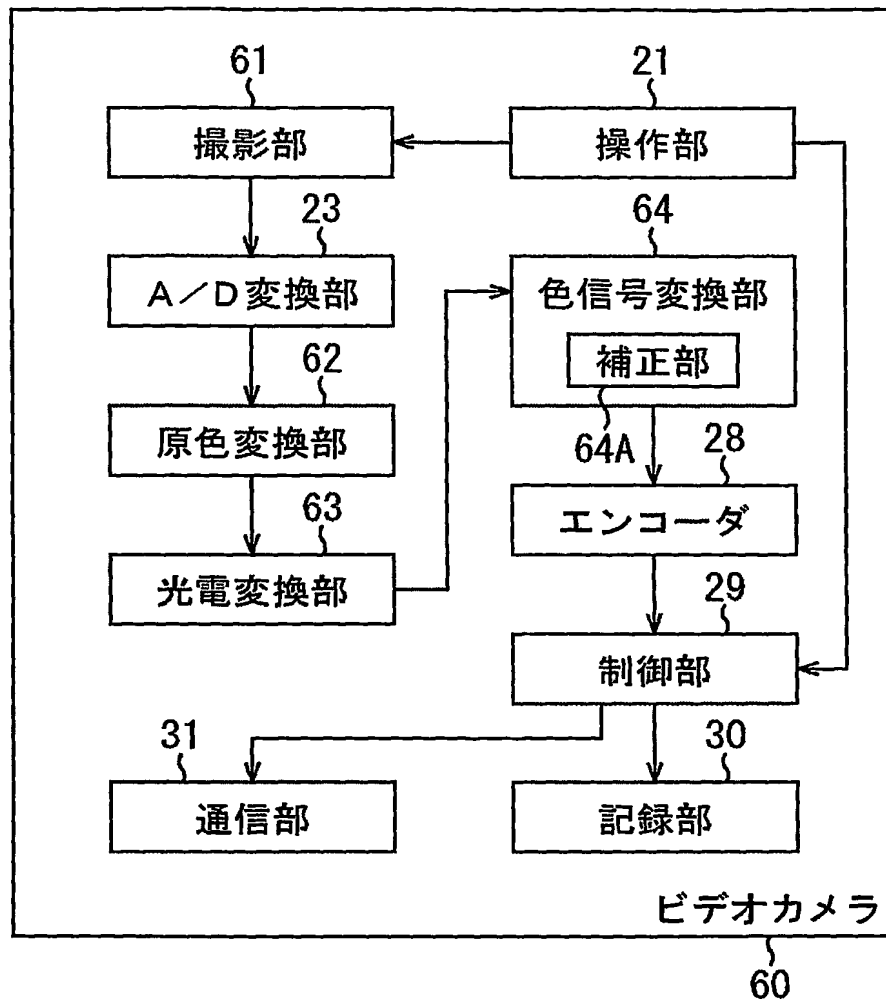 61
撮影部
21
操作部
23
A/D変換部
62
原色変換部
63
光電変換部
64
色信号変換部
補正部
64A
28
エンコーダ
29
制御部
31
通信部
30
記録部
ビデオカメラ
60